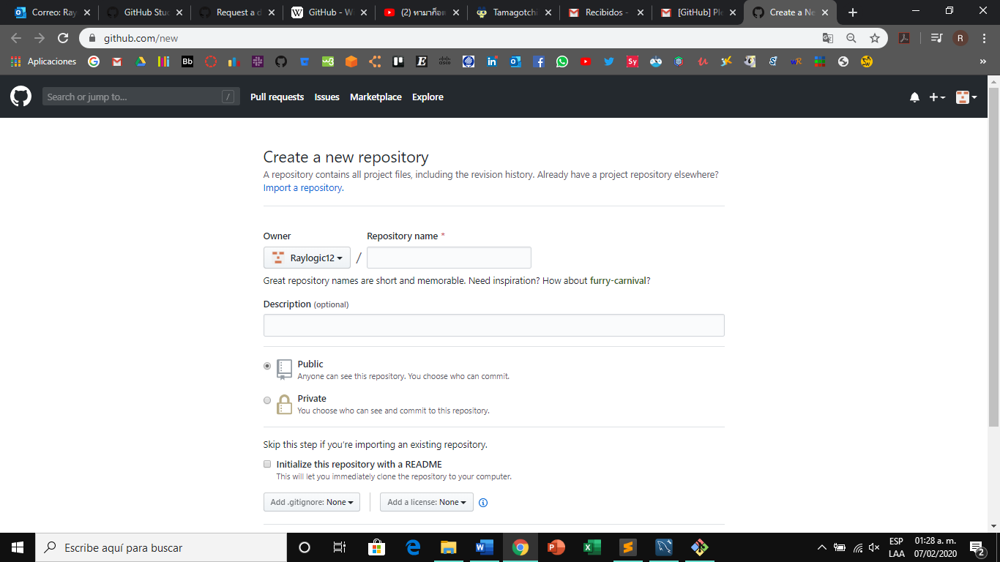 Correo: Ray
GitHub Stud
Request a d
GitHub - Wi
(2) ทามาก็อต
Tamagotchi
Recibidos -
[GitHub] Ple
Create a Ne
github.com/new
R
Aplicaciones
Search or jump to...
/
Pull requests
Issues
Marketplace
Explore
Create a new repository
A repository contains all project files, including the revision history. Already have a project repository elsewhere?
Import a repository.
Owner
Repository name *
Raylogic12
/
Great repository names are short and memorable. Need inspiration? How about furry-carnival?
Description (optional)
Public
Anyone can see this repository. You choose who can commit.
Private
You choose who can see and commit to this repository.
Skip this step if you're importing an existing repository.
Initialize this repository with a README
This will let you immediately clone the repository to your computer.
Add .gitignore: None
Add a license: None
Escribe aquí para buscar
ESP
LAA
01:28 a. m.
07/02/2020
2